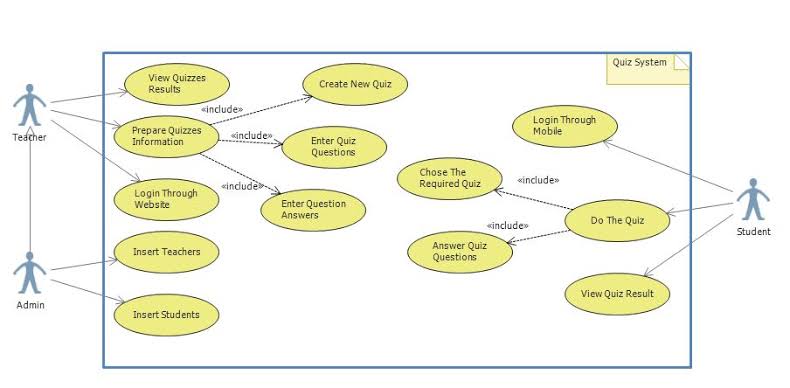 Quiz System
View Quizzes
Results
Create New Quiz
«include»
Teacher
Prepare Quizzes
Information
«include»
Enter Quiz
Questions
Login Through
Mobile
«include»
Chose The
Required Quiz
«include»
Login Through
Website
Enter Question
Answers
Do The Quiz
Student
«include»
Insert Teachers
Answer Quiz
Questions
Admin
View Quiz Result
Insert Students